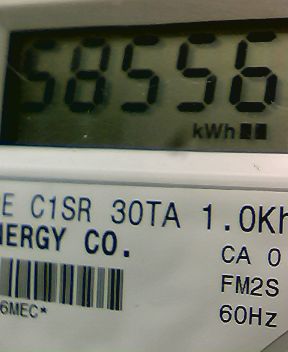 58556
kWh
E C1SR 30TA 1.0Kh
NERGY CO.
CA 0
FM2S
6MEC*
60Hz